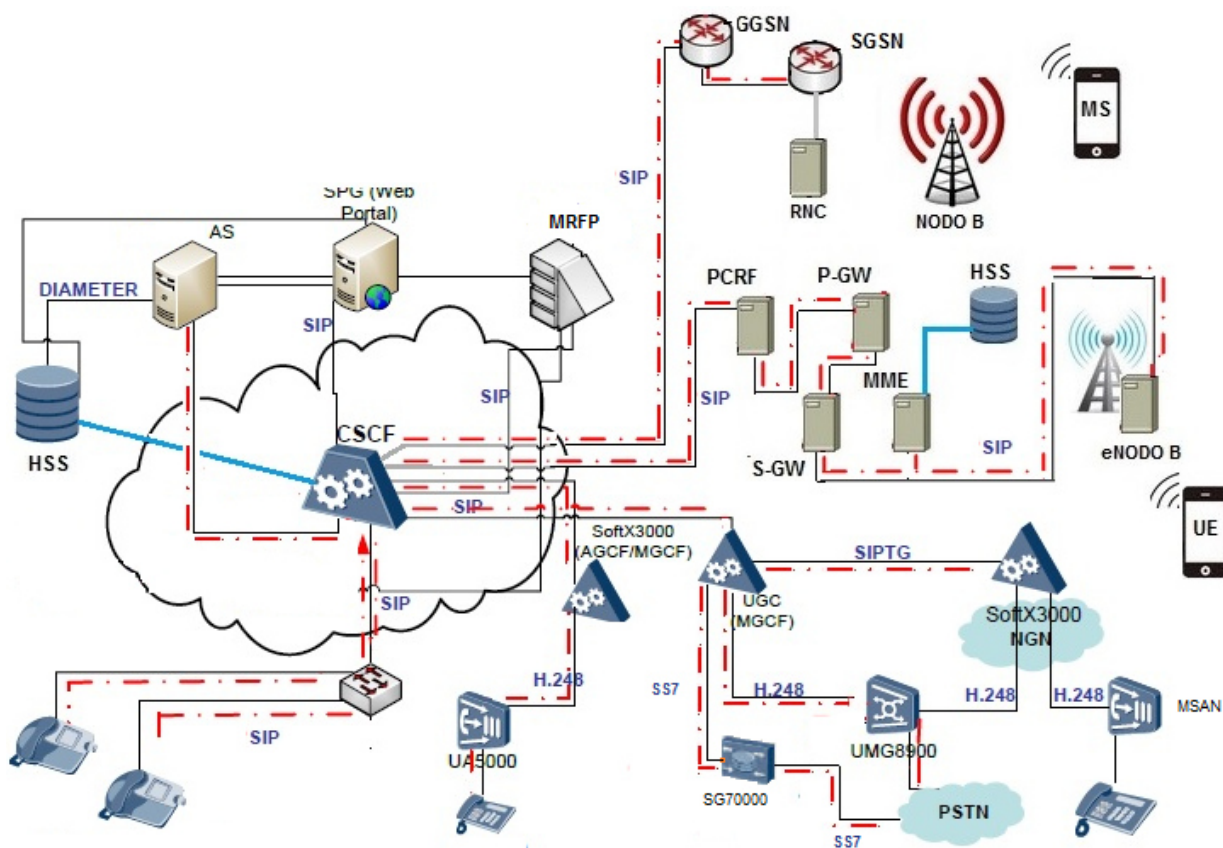 GGSN
SGSN
MS
SIP
RNC
NODO B
SPG (Web
Portal)
AS
MRFP
DIAMETER
SIP
PCRF
P-GW
HSS
MME
SIP
SIP
CSCF
HSS
S-GW
SIP
eNODO B
SIP
SoftX3000
(AGCF/MGCF)
UE
SIPTG
SIP
UGC
(MGCF)
SoftX3000
NGN
H.248
SS7
H.248
H.248
H.248
MSAN
SIP
UA5000
UMG8900
SG70000
PSTN
SS7